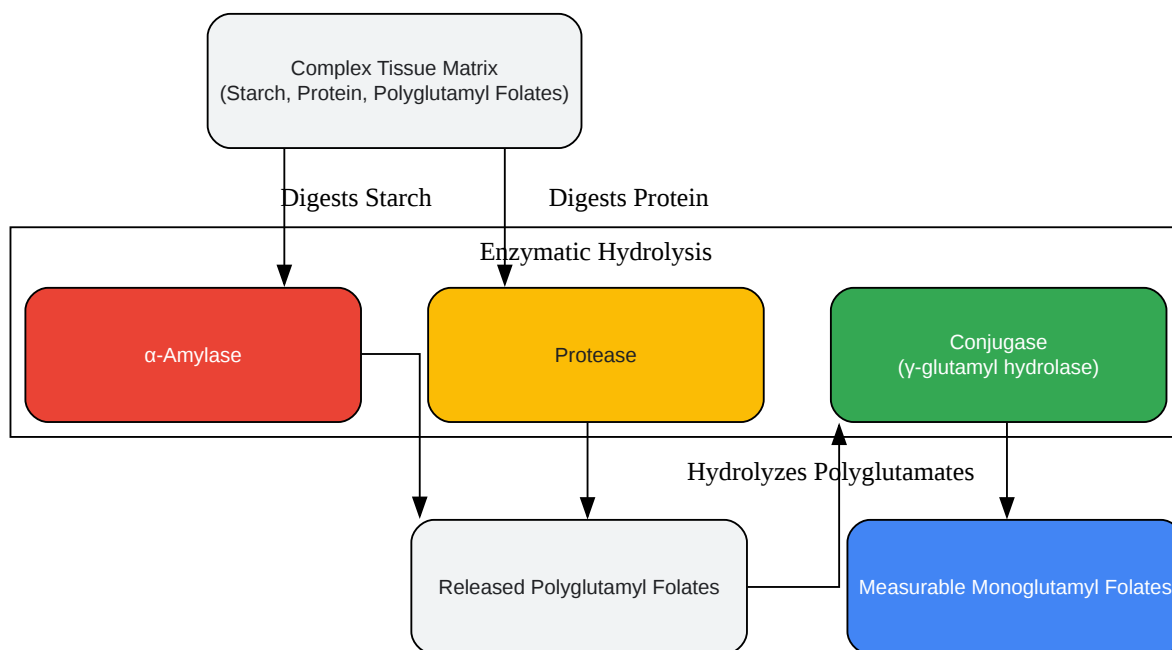 Complex Tissue Matrix
(Starch, Protein, Polyglutamyl Folates)
Digests Starch
Digests Protein
Enzymatic Hydrolysis
α-Amylase
Protease
Conjugase
(γ-glutamyl hydrolase)
Hydrolyzes Polyglutamates
Released Polyglutamyl Folates
Measurable Monoglutamyl Folates